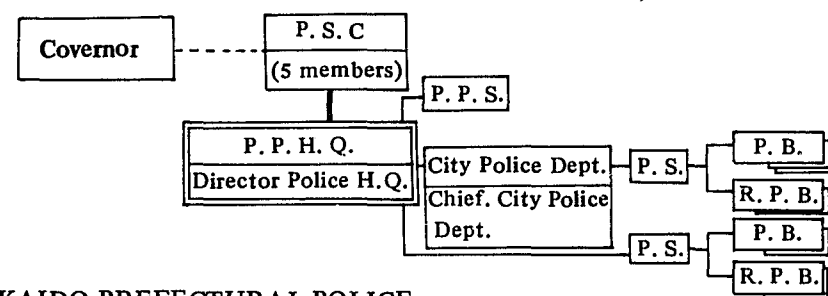 Covernor
P. S. C
(5 members)
P. P. S.
P. P. H. Q.
Director Police H.Q.
City Police Dept.
Chief. City Police
Dept.
P. S.
P. B.
R. P. B.
P. S.
P. B.
R. P. B.
KAIDO PREFECTURAL POLICE